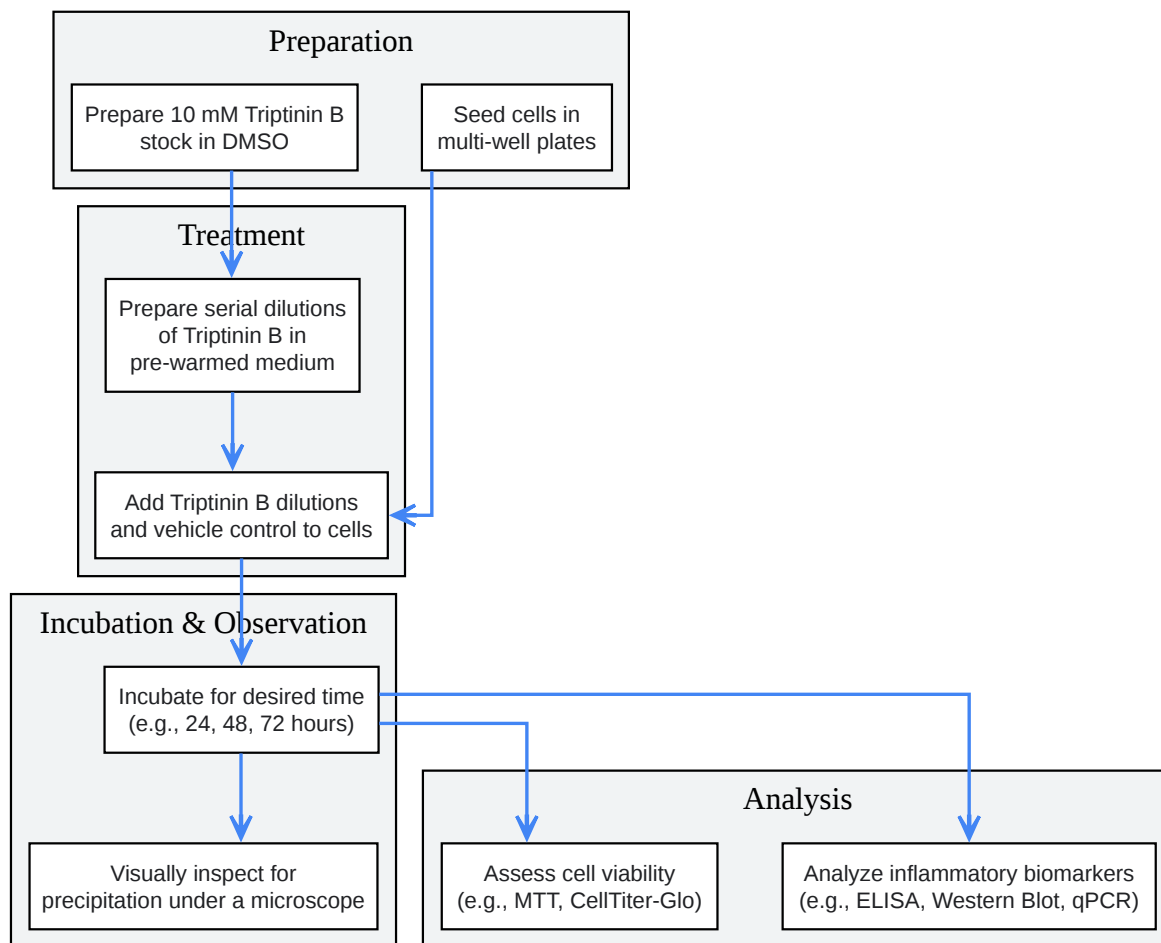 Preparation
Prepare 10 mM Triptinin B
stock in DMSO
Seed cells in
multi-well plates
Treatment
Prepare serial dilutions
of Triptinin B in
pre-warmed medium
Add Triptinin B dilutions
and vehicle control to cells
Incubation & Observation
Incubate for desired time
(e.g., 24, 48, 72 hours)
Visually inspect for
precipitation under a microscope
Analysis
Assess cell viability
(e.g., MTT, CellTiter-Glo)
Analyze inflammatory biomarkers
(e.g., ELISA, Western Blot, qPCR)